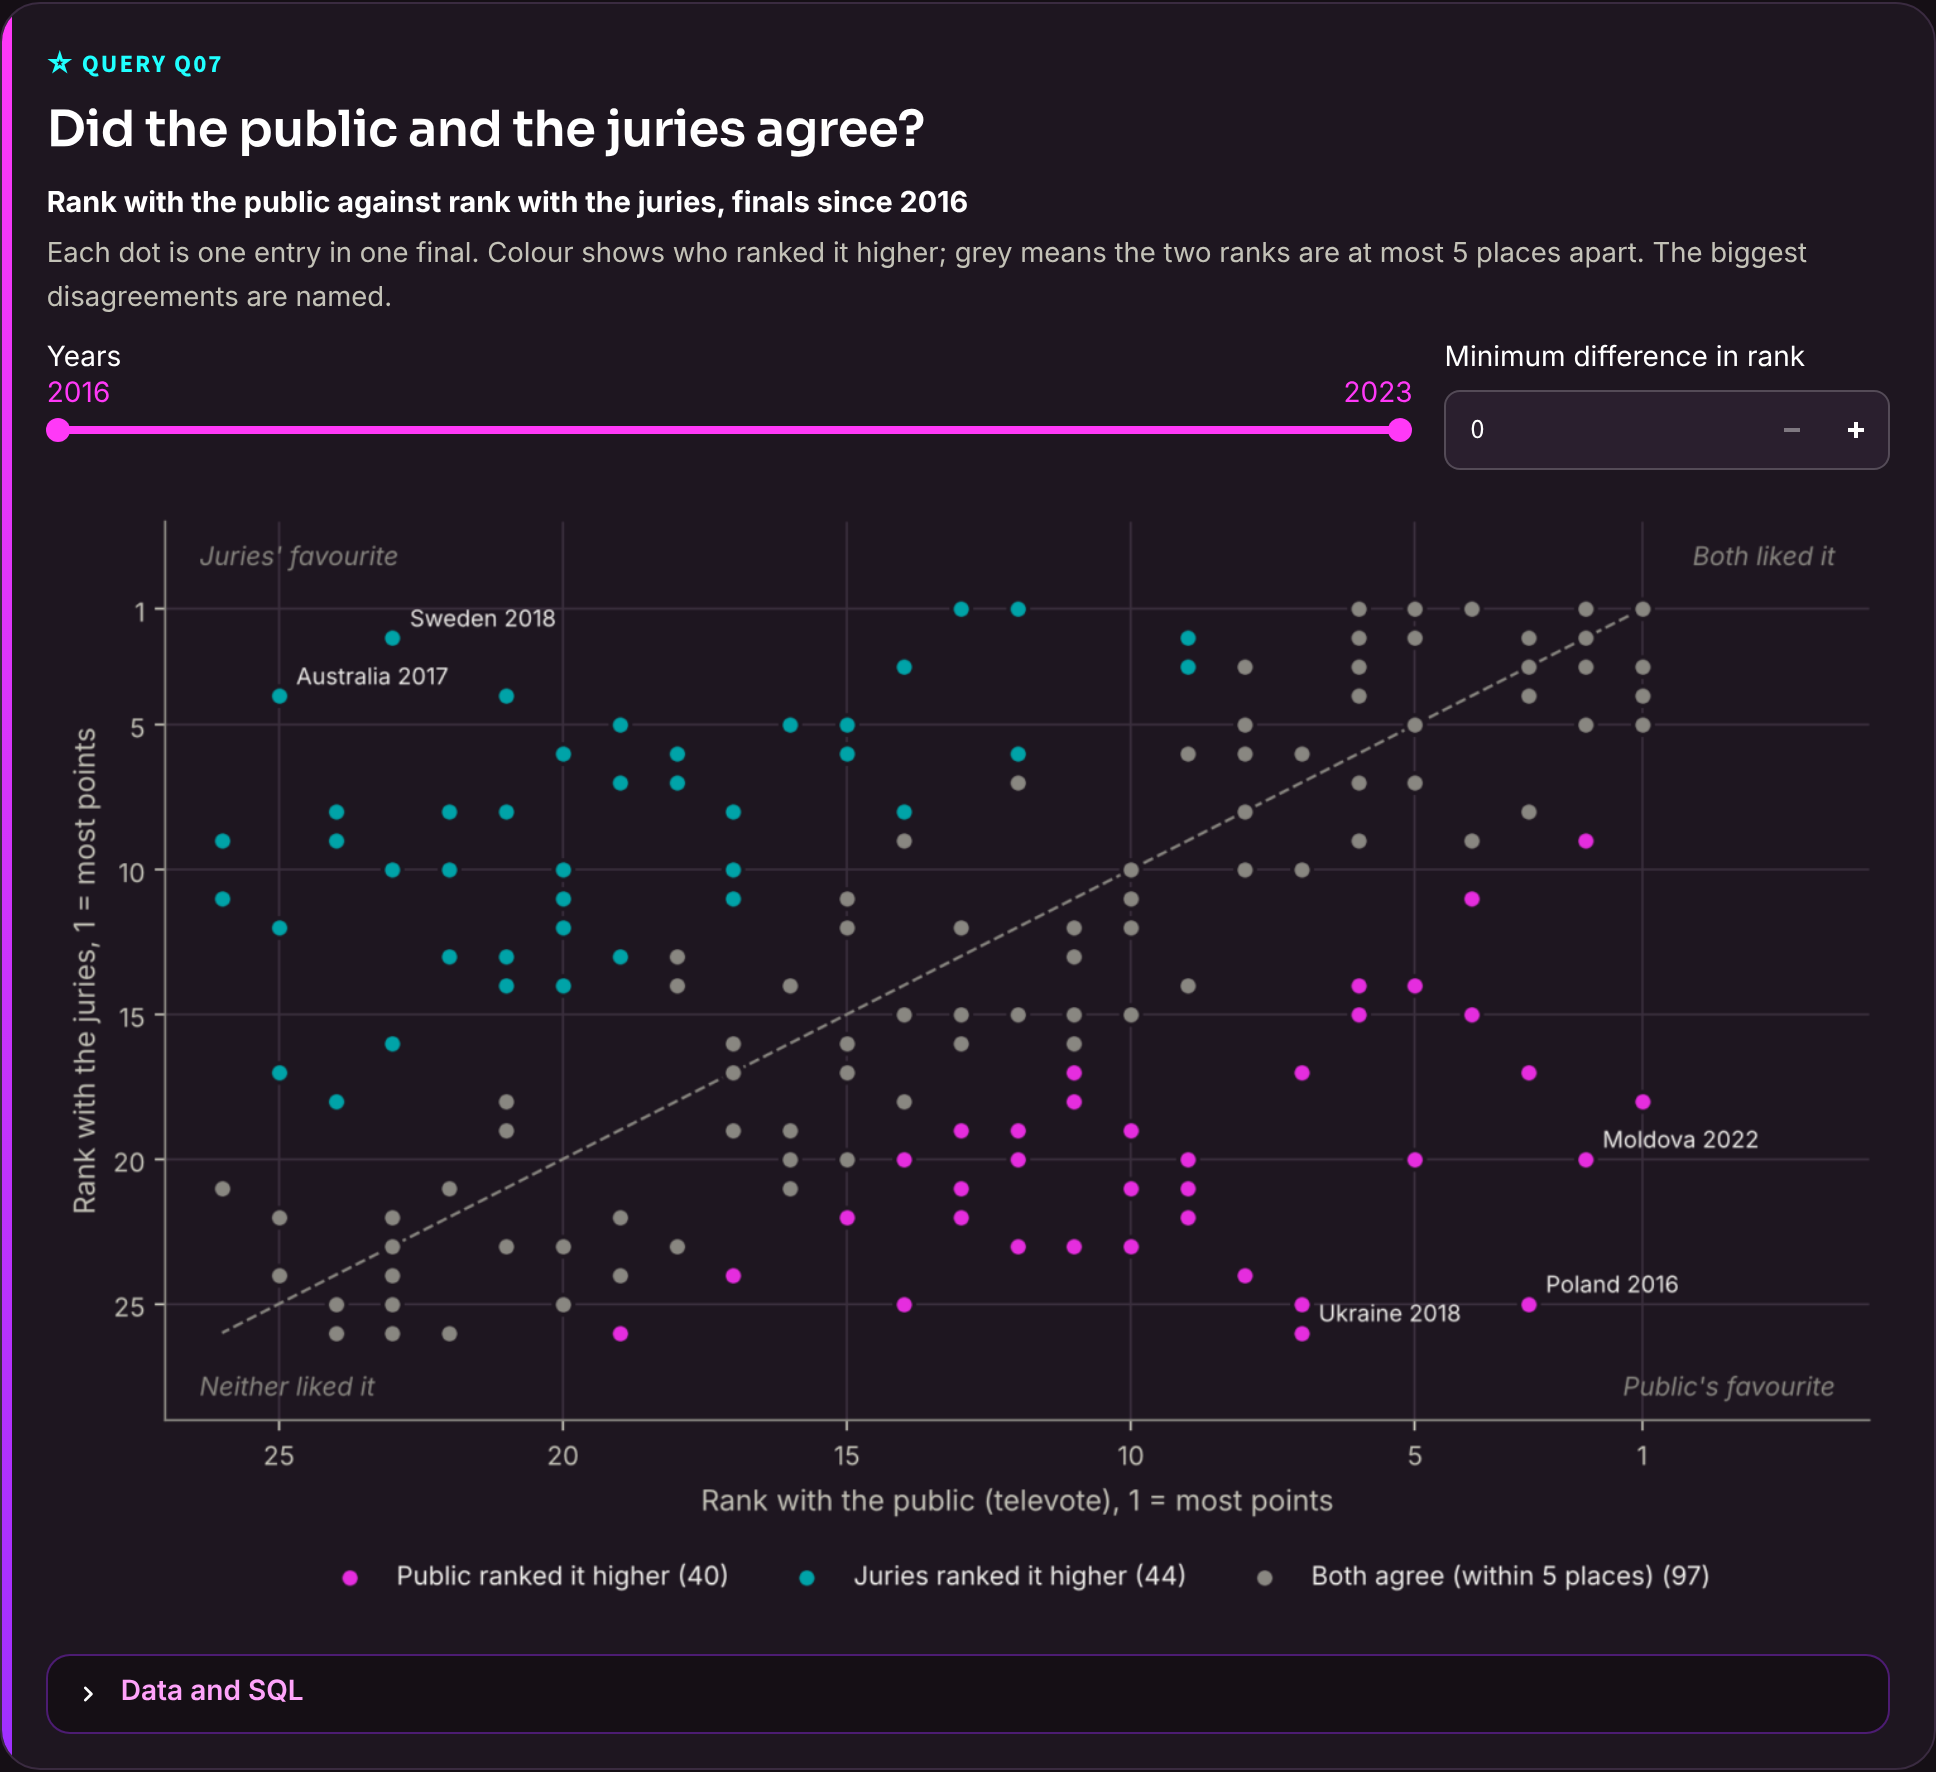 ☆ QUERY Q07
Did the public and the juries agree?
Rank with the public against rank with the juries, finals since 2016
Each dot is one entry in one final. Colour shows who ranked it higher; grey means the two ranks are at most 5 places apart. The biggest
disagreements are named.
Years
2016
2023
Minimum difference in rank
0
Juries' favourite
Both liked it
Sweden 2018
Australia 2017
Moldova 2022
Poland 2016
Ukraine 2018
Neither liked it
Public's favourite
1
5
10
15
20
25
Rank with the juries, 1 = most points
25
20
15
10
5
1
Rank with the public (televote), 1 = most points
Public ranked it higher (40)
Juries ranked it higher (44)
Both agree (within 5 places) (97)
Data and SQL